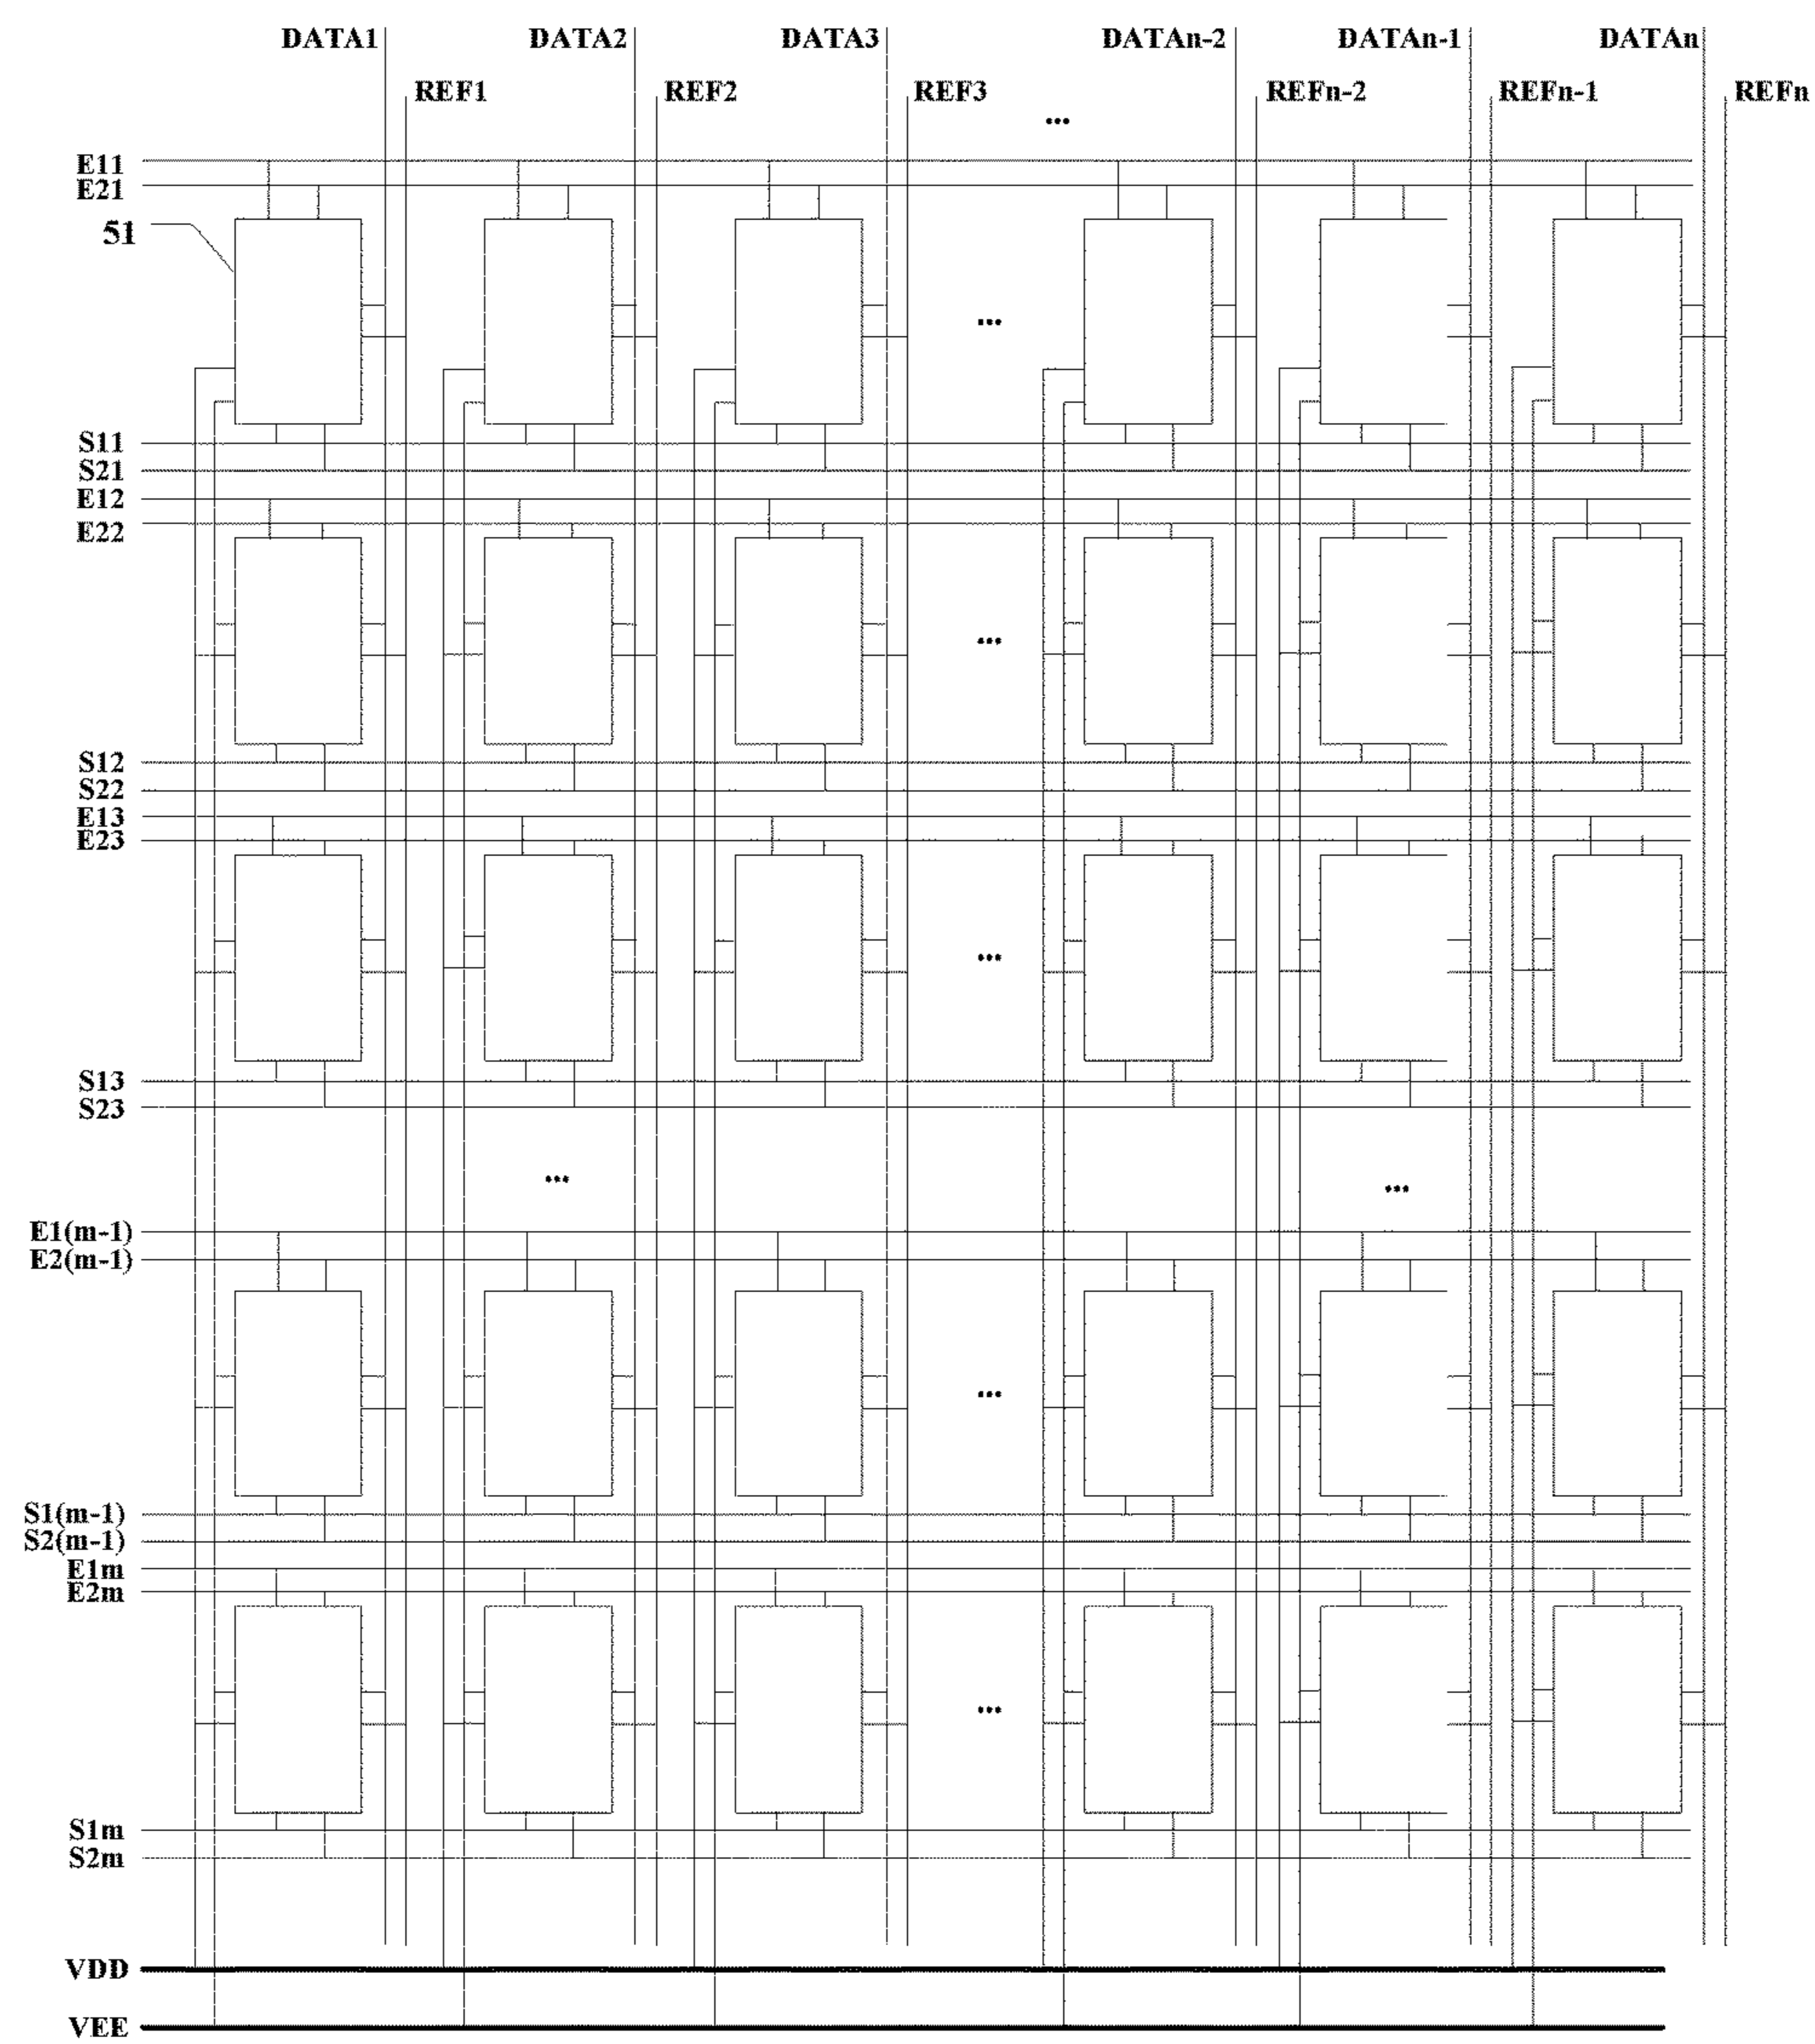 DATA1 DATA2 DATA3 DATAn-2 DATAn-1 DATAn
REF1 REF2 REF3 REFn-2 REFn-1 REFn
...
E11
E21
51
...
S11
S21
E12
E22
...
S12
S22
E13
E23
...
S13
S23
... ...
E1(m-1)
E2(m-1)
...
S1(m-1)
S2(m-1)
E1m
E2m
...
S1m
S2m
VDD
VEE